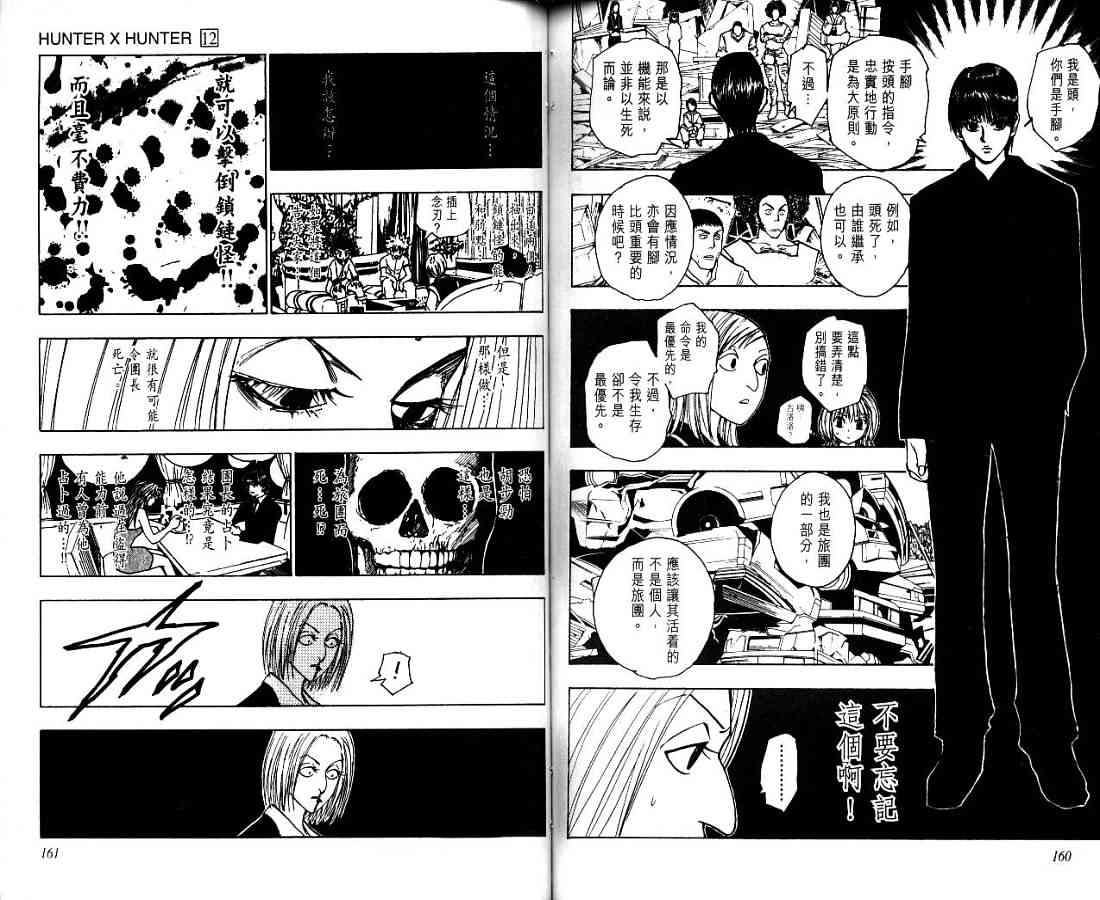 我是頭，
你們是手腳。
手腳
按頭的指令
忠實地行動
是為大原則。
不過…
那是以
機能來說，
並非以生死
而論。
例如，
頭死了，
由誰繼承
也可以。
因應情況，
亦會有腳
比頭重要的
時候吧？
這點
要弄清楚，
別搞錯了。
我的
命令是
最優先的，
不過，
令我生存
卻不是
最優先。
我也是旅團
的一部分，
應該讓其活着的
不是個人，
而是旅團。
不要忘記
這個啊！
…………
160
HUNTER X HUNTER 12
這個情況…
我該怎辦…
插上
念刃？
就可以擊倒鎖鏈怪!!
而且毫不費力!!
但是，
那樣做…
就很有可能
令團長
死亡。
恐怕
胡步勒
也是
這樣…
為旅團而
死…死!?
團長的占卜
結果究竟是
怎樣的…!?
他說過
能力前，
有人曾為他
占卜過的…!!
!
161